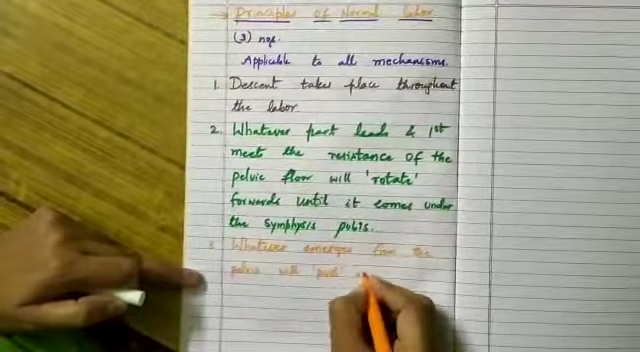 → Principles of Normal labor
(3) nos.
Applicable to all mechanisms.
1. Descent takes place throughout
the labor
2. Whatever part leads & 1st
meets the resistance of the
pelvic floor will 'rotate'
forwards until it comes under
the symphysis pubis.
3. Whatever emerges from the
pelvis will